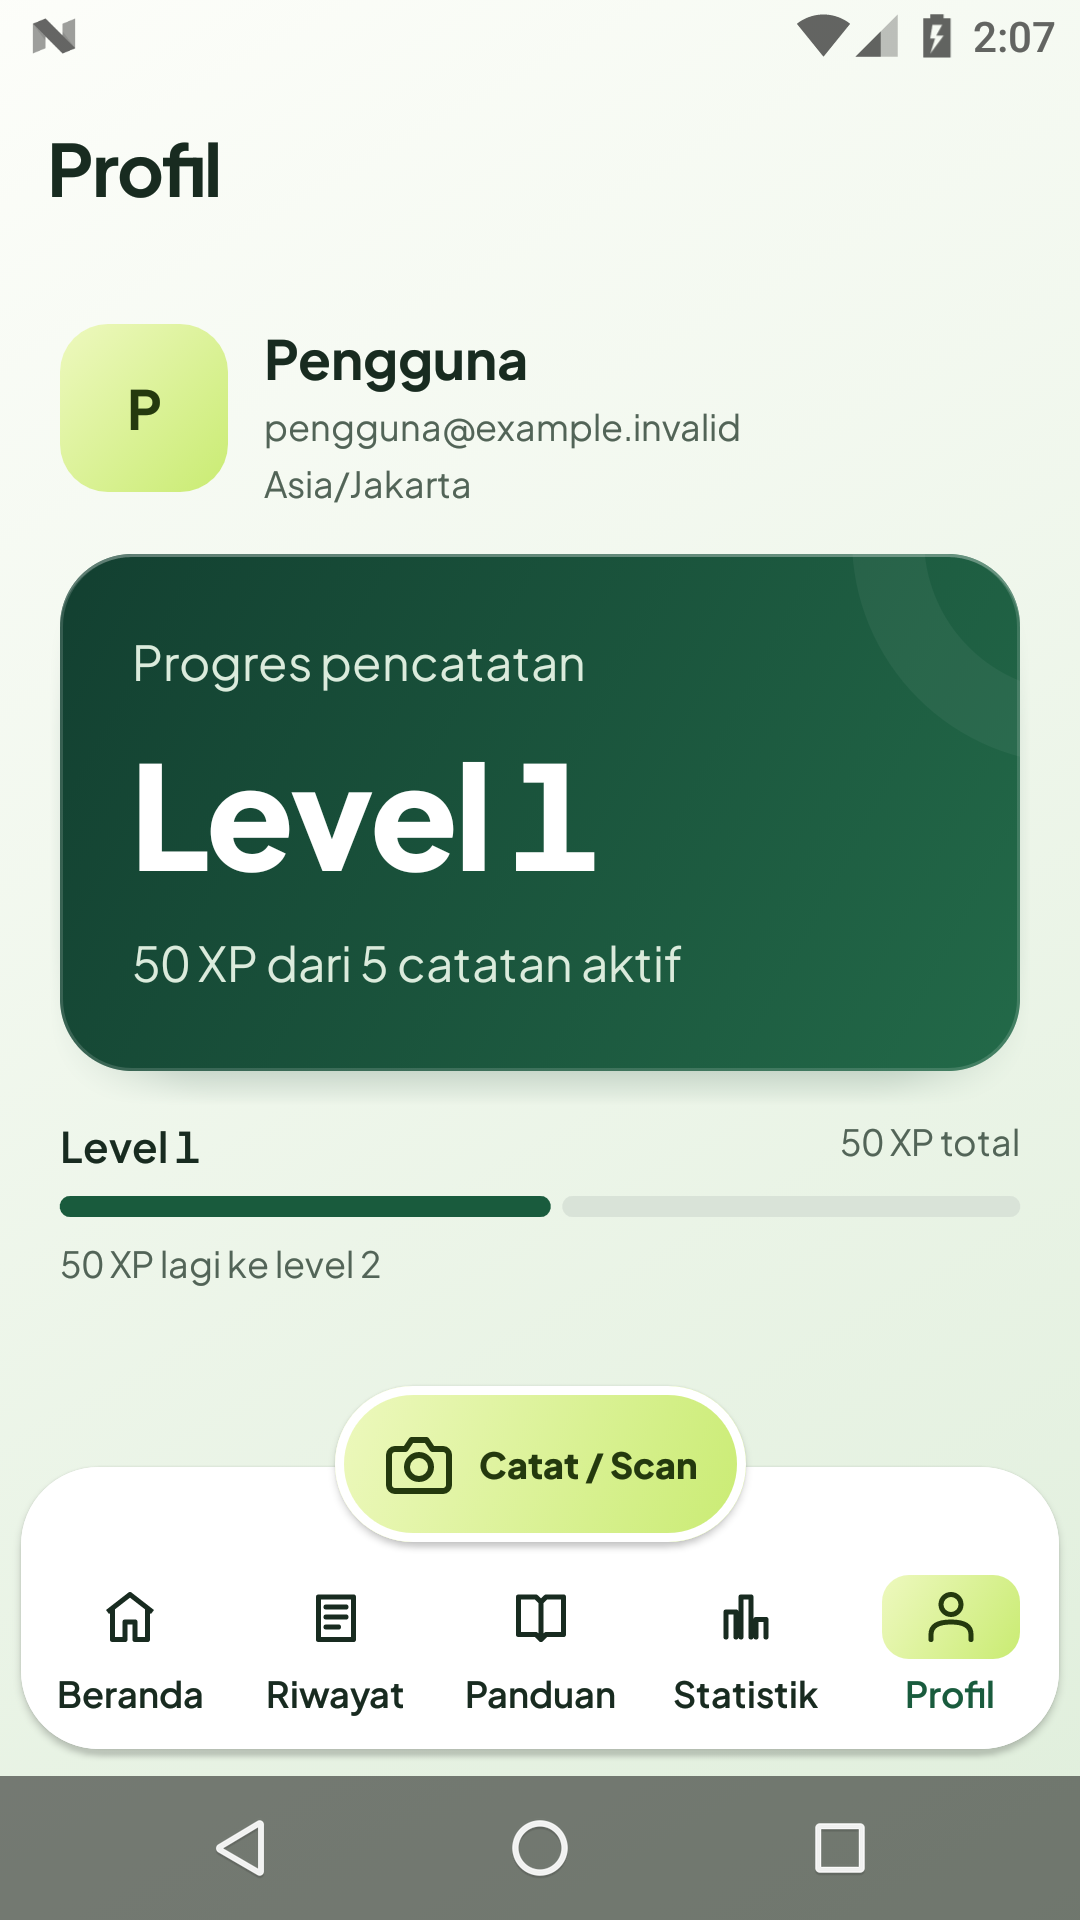 2:07
Profil
P
Pengguna
pengguna@example.invalid
Asia/Jakarta
Progres pencatatan
Level 1
50 XP dari 5 catatan aktif
Level 1
50 XP total
50 XP lagi ke level 2
Catat / Scan
Beranda
Riwayat
Panduan
Statistik
Profil